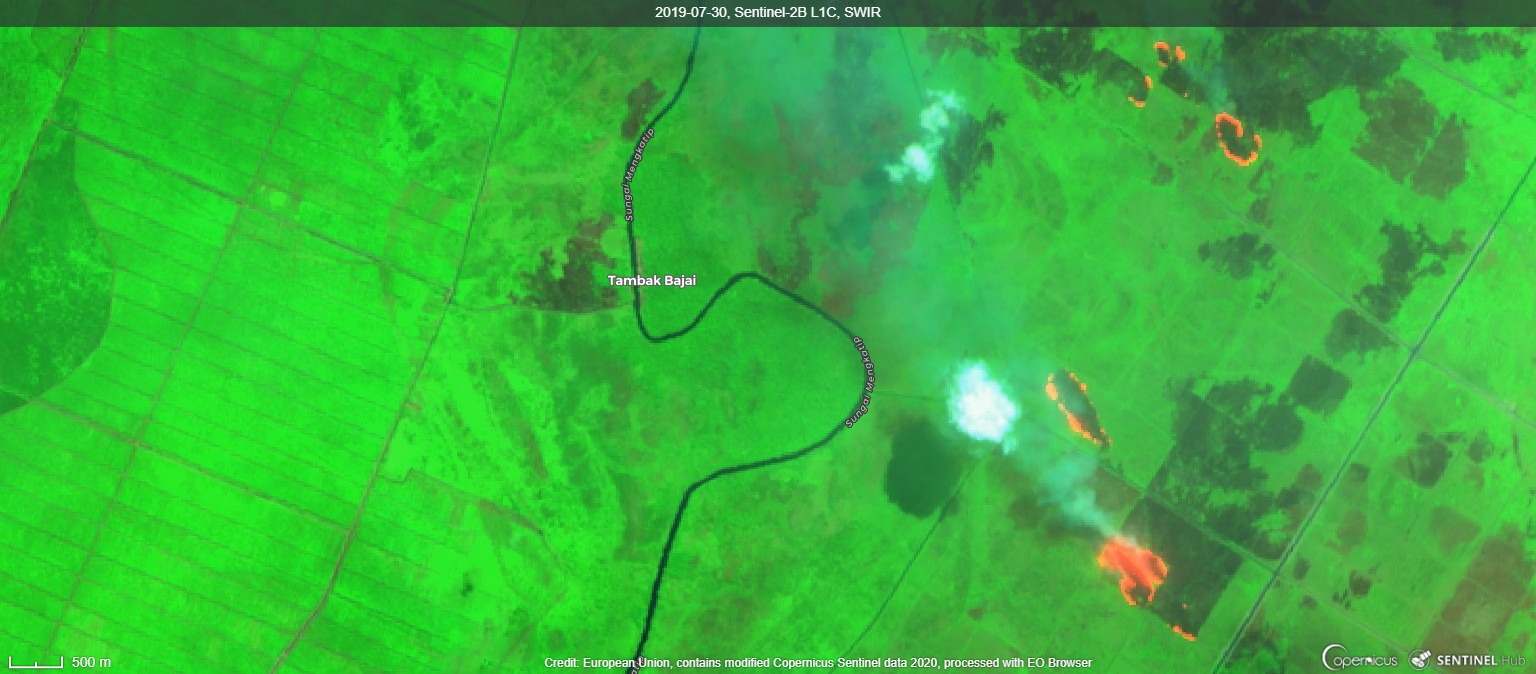 2019-07-30, Sentinel-2B L1C, SWIR
Sungai Mengkatip
Tambak Bajai
Sungai Mengkatip
500 m
Credit: European Union, contains modified Copernicus Sentinel data 2020, processed with EO Browser
opernicus
SENTINEL Hub